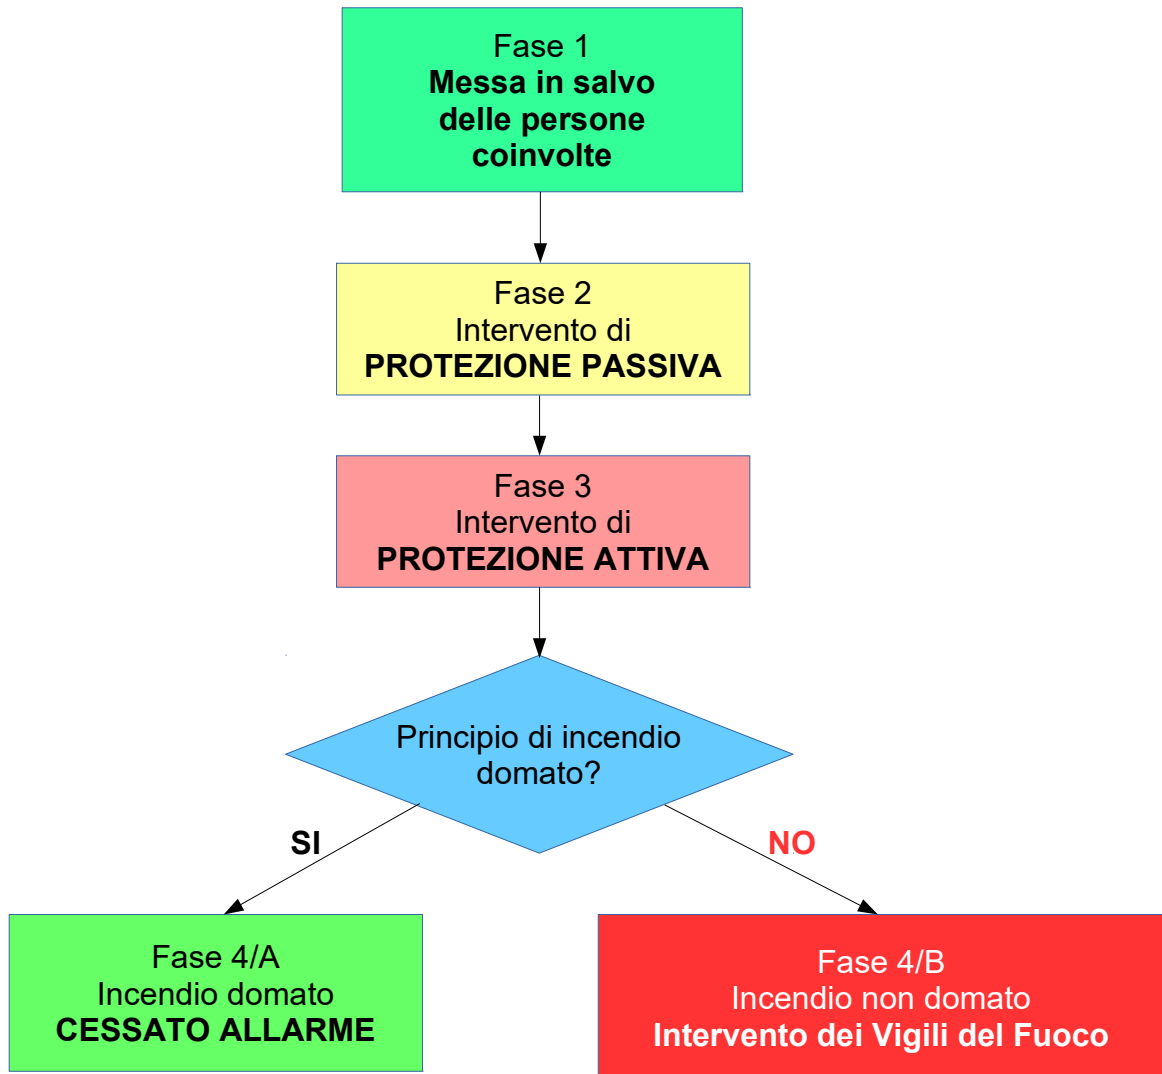 Fase 1
Messa in salvo
delle persone
coinvolte
Fase 2
Intervento di
PROTEZIONE PASSIVA
Fase 3
Intervento di
PROTEZIONE ATTIVA
Principio di incendio
domato?
SI
NO
Fase 4/A
Incendio domato
CESSATO ALLARME
Fase 4/B
Incendio non domato
Intervento dei Vigili del Fuoco